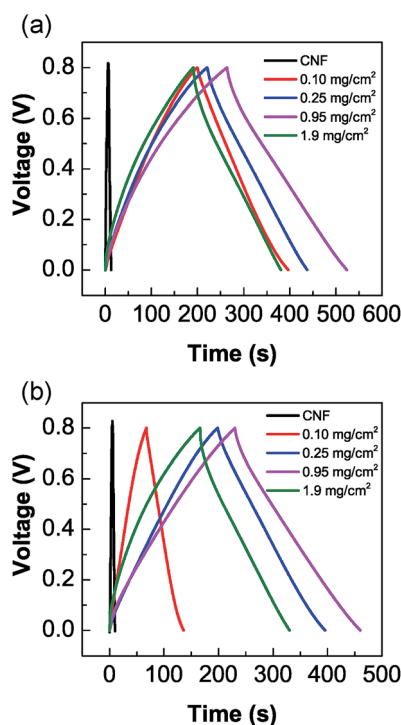 (a)
CNF
0.10 mg/cm²
0.25 mg/cm²
0.95 mg/cm²
1.9 mg/cm²
0.8
0.6
0.4
0.2
0.0
Voltage (V)
0 100 200 300 400 500 600
Time (s)
(b)
CNF
0.10 mg/cm²
0.25 mg/cm²
0.95 mg/cm²
1.9 mg/cm²
0.8
0.6
0.4
0.2
0.0
Voltage (V)
0 100 200 300 400 500
Time (s)